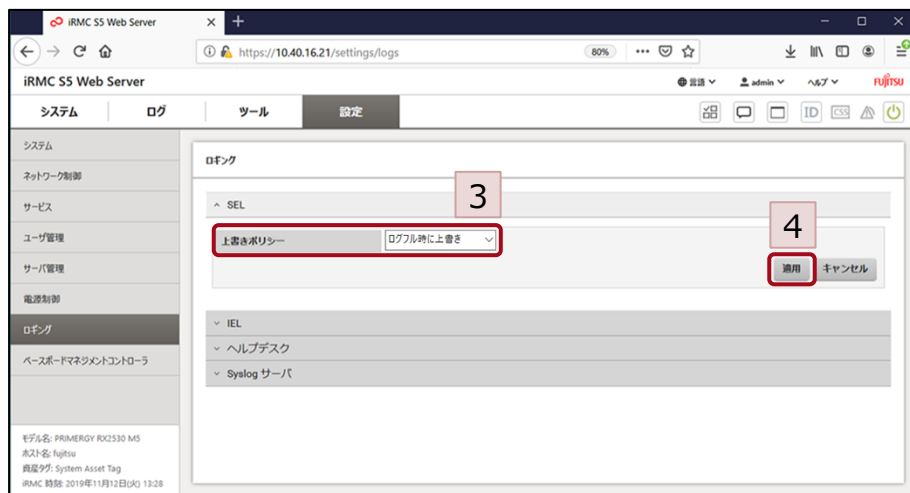 iRMC S5 Web Server
https://10.40.16.21/settings/logs
80%
iRMC S5 Web Server
言語
admin
ヘルプ
FUJITSU
システム
ログ
ツール
設定
ID
CSS
システム
ネットワーク制御
サービス
ユーザ管理
サーバ管理
電源制御
ロギング
ベースボードマネジメントコントローラ
モデル名: PRIMERGY RX2530 M5
ホスト名: fujitsu
資産タグ: System Asset Tag
iRMC 時刻: 2019年11月12日(火) 13:28
ロギング
SEL
3
上書きポリシー
ログフル時に上書き
4
適用
キャンセル
IEL
ヘルプデスク
Syslog サーバ